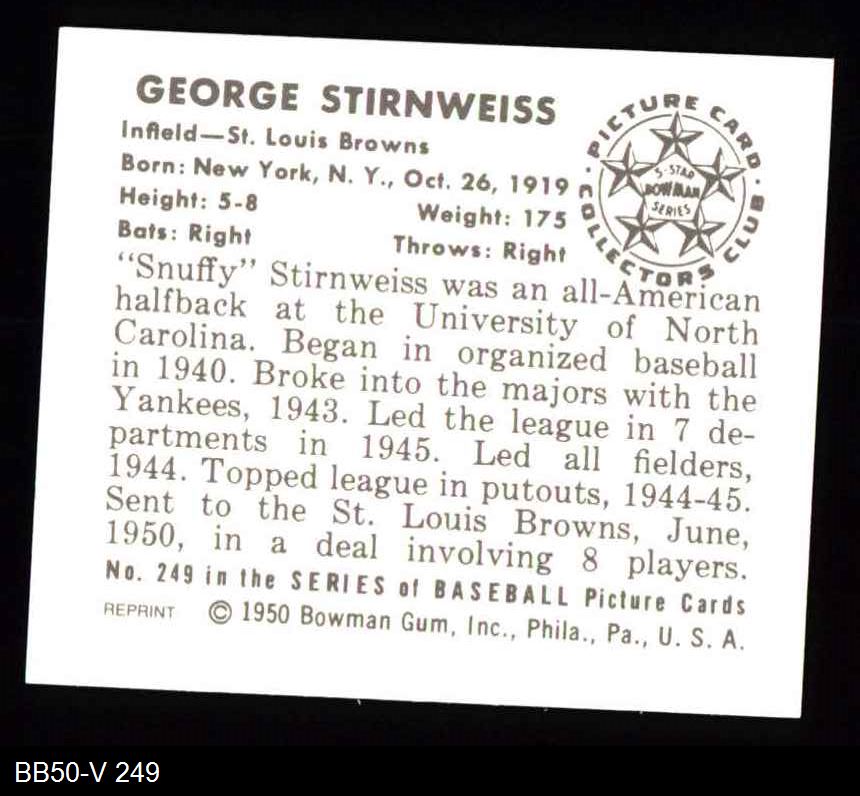 GEORGE STIRNWEISS
Infield—St. Louis Browns
Born: New York, N. Y., Oct. 26, 1919
Height: 5-8 Weight: 175
Bats: Right Throws: Right
PICTURE CARD COLLECTORS CLUB
5-STAR
BOWMAN
SERIES
"Snuffy" Stirnweiss was an all-American
halfback at the University of North
Carolina. Began in organized baseball
in 1940. Broke into the majors with the
Yankees, 1943. Led the league in 7 de-
partments in 1945. Led all fielders,
1944. Topped league in putouts, 1944-45.
Sent to the St. Louis Browns, June,
1950, in a deal involving 8 players.
No. 249 in the SERIES of BASEBALL Picture Cards
REPRINT © 1950 Bowman Gum, Inc., Phila., Pa., U. S. A.
BB50-V 249